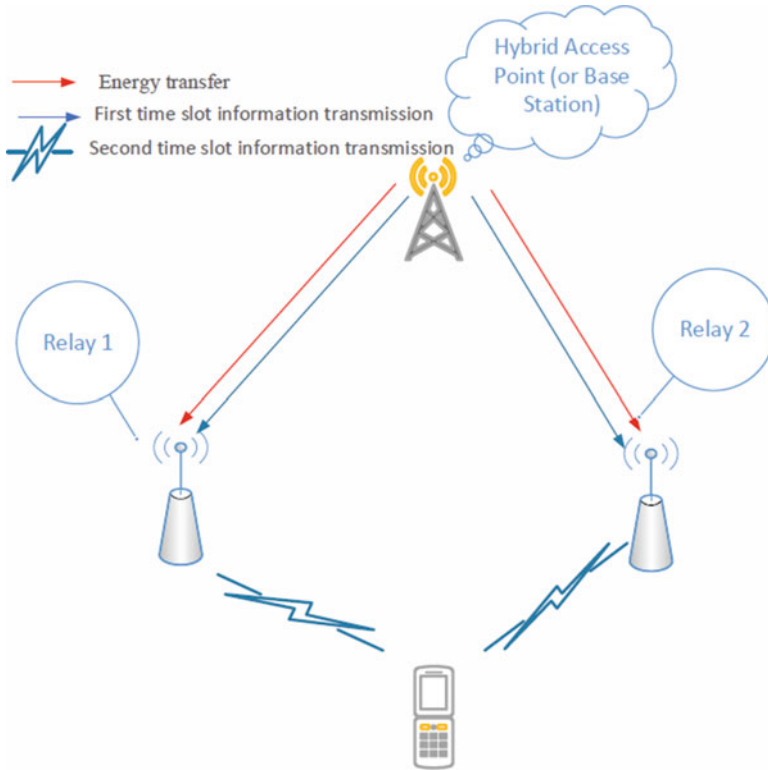 Hybrid Access
Point (or Base
Station)
Energy transfer
First time slot information transmission
Second time slot information transmission
Relay 1
Relay 2